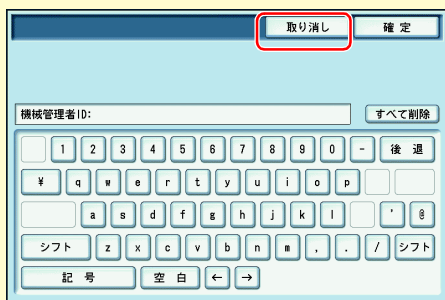 取り消し 確 定
機械管理者ID: すべて削除
1 2 3 4 5 6 7 8 9 0 - 後 退
¥ q w e r t y u i o p
a s d f g h j k l ' @
シフト z x c v b n m , . / シフト
記 号 空 白 ← →